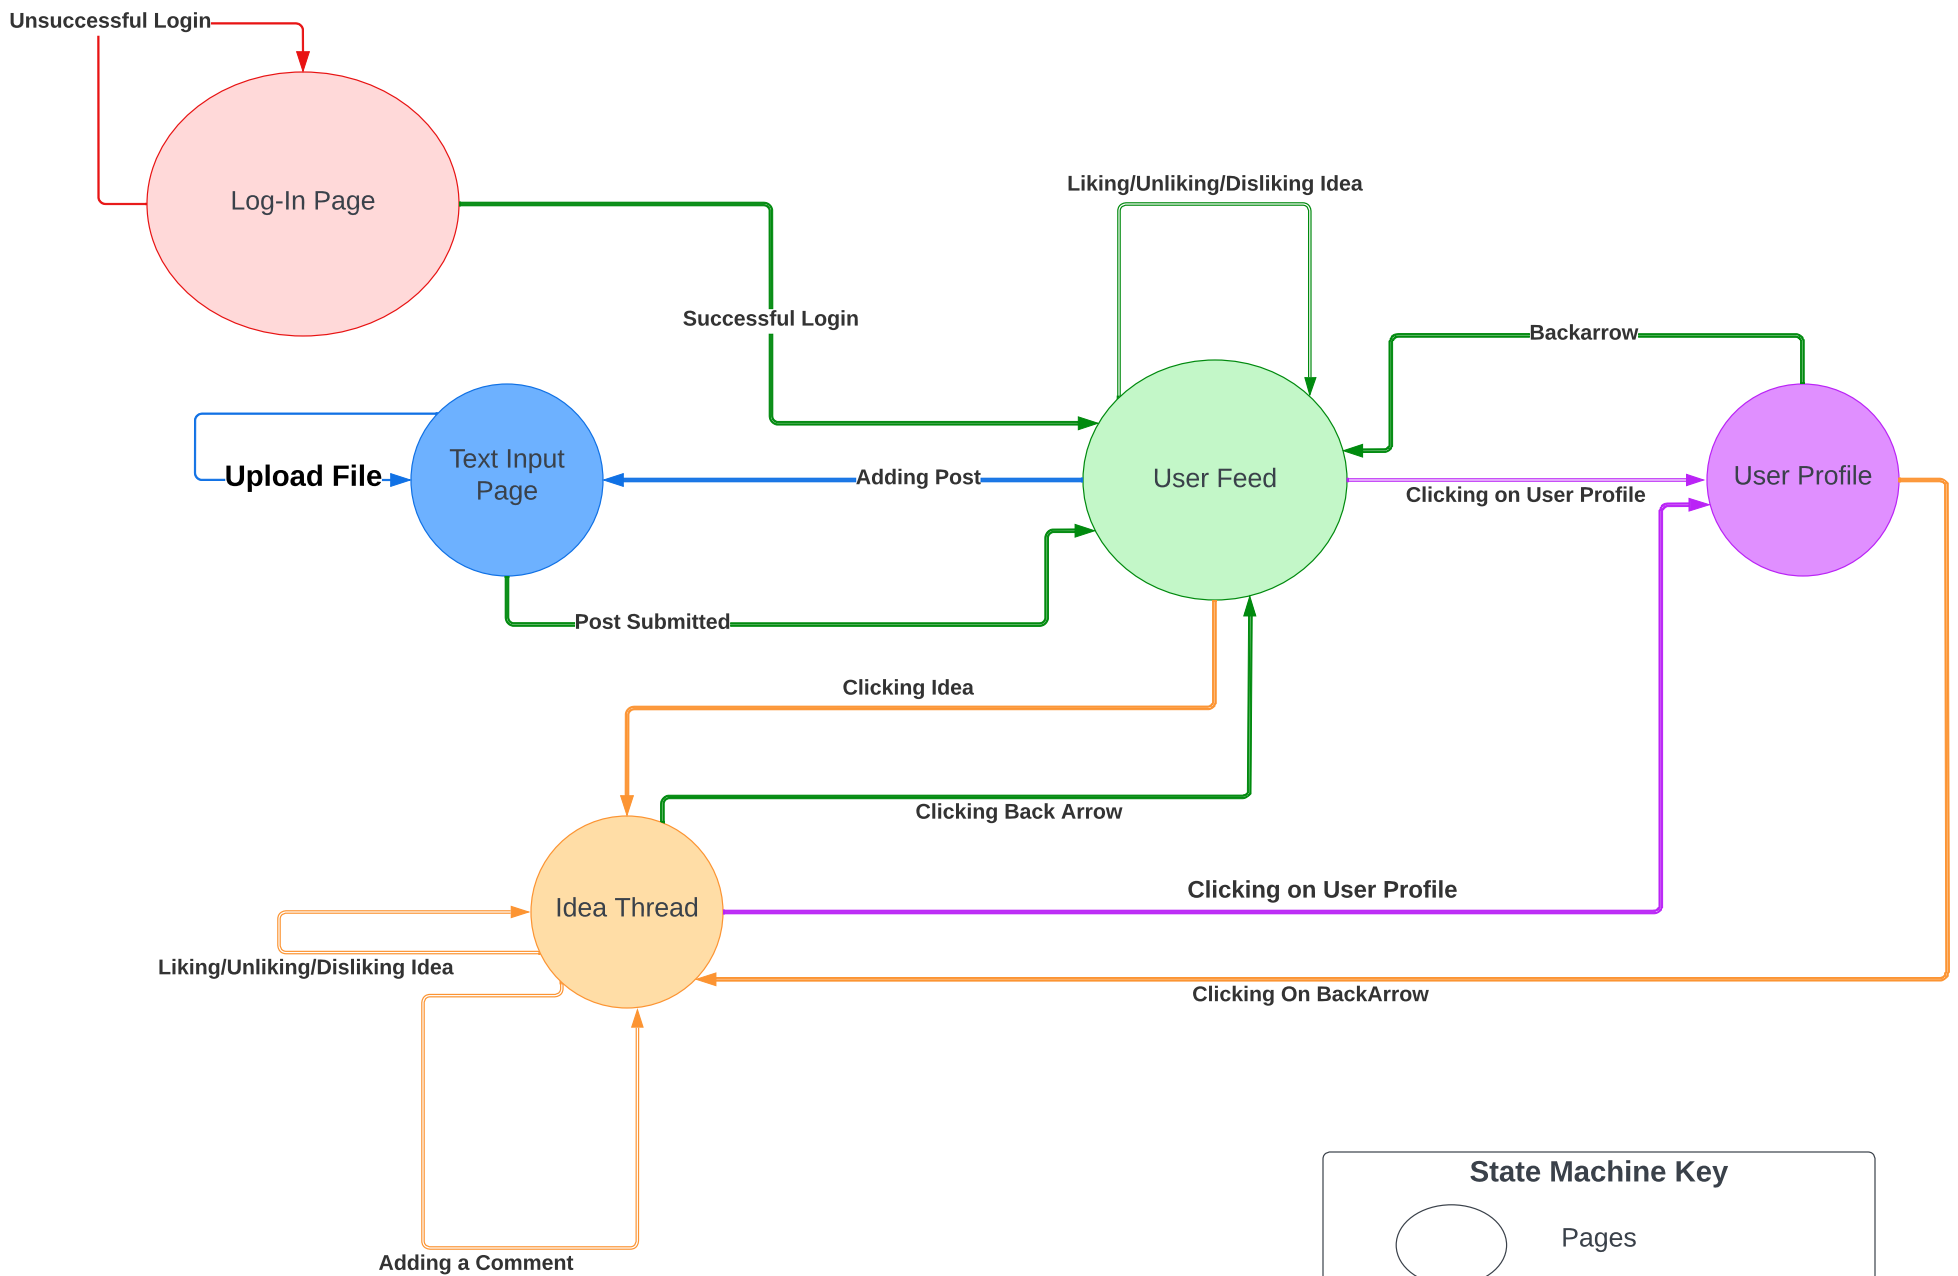 Unsuccessful Login
Log-In Page
Liking/Unliking/Disliking Idea
Successful Login
Backarrow
Text Input
Page
Upload File
Adding Post
User Feed
Clicking on User Profile
User Profile
Post Submitted
Clicking Idea
Clicking Back Arrow
Idea Thread
Clicking on User Profile
Liking/Unliking/Disliking Idea
Clicking On BackArrow
Adding a Comment
State Machine Key
Pages